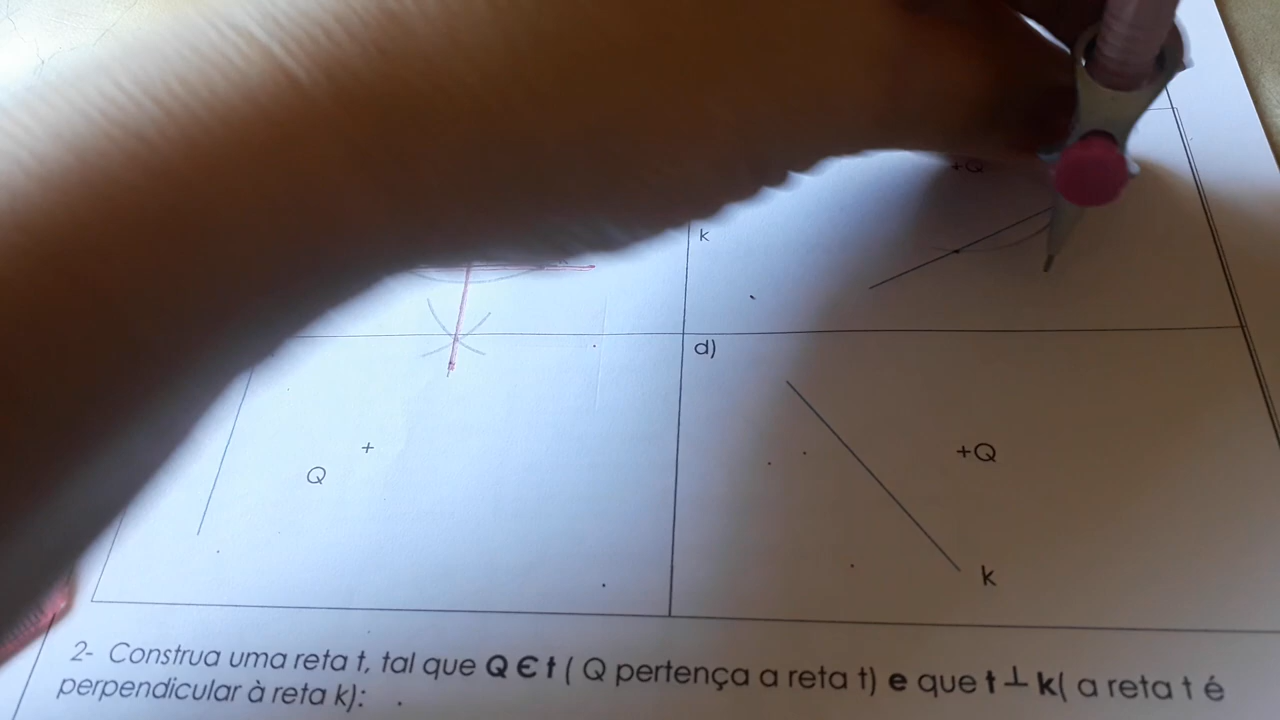 +Q
k
d)
+
Q
+Q
k
2- Construa uma reta t, tal que Q Є t ( Q pertença a reta t) e que t ⊥ k( a reta t é
perpendicular à reta k):